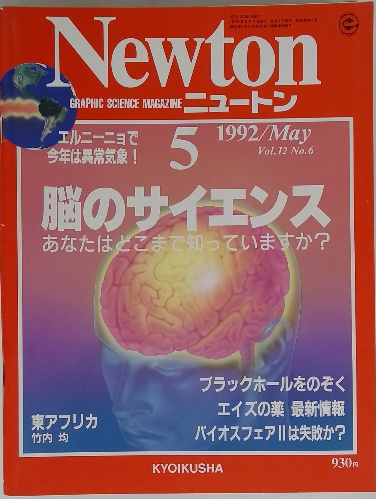 Newton
GRAPHIC SCIENCE MAGAZINE ニュートン
エルニーニョで
今年は異常気象！
5
1992/May
Vol.12 No.6
脳のサイエンス
あなたはどこまで知っていますか？
ブラックホールをのぞく
エイズの薬 最新情報
バイオスフェアⅡは失敗か？
東アフリカ
竹内 均
KYOIKUSHA
930円